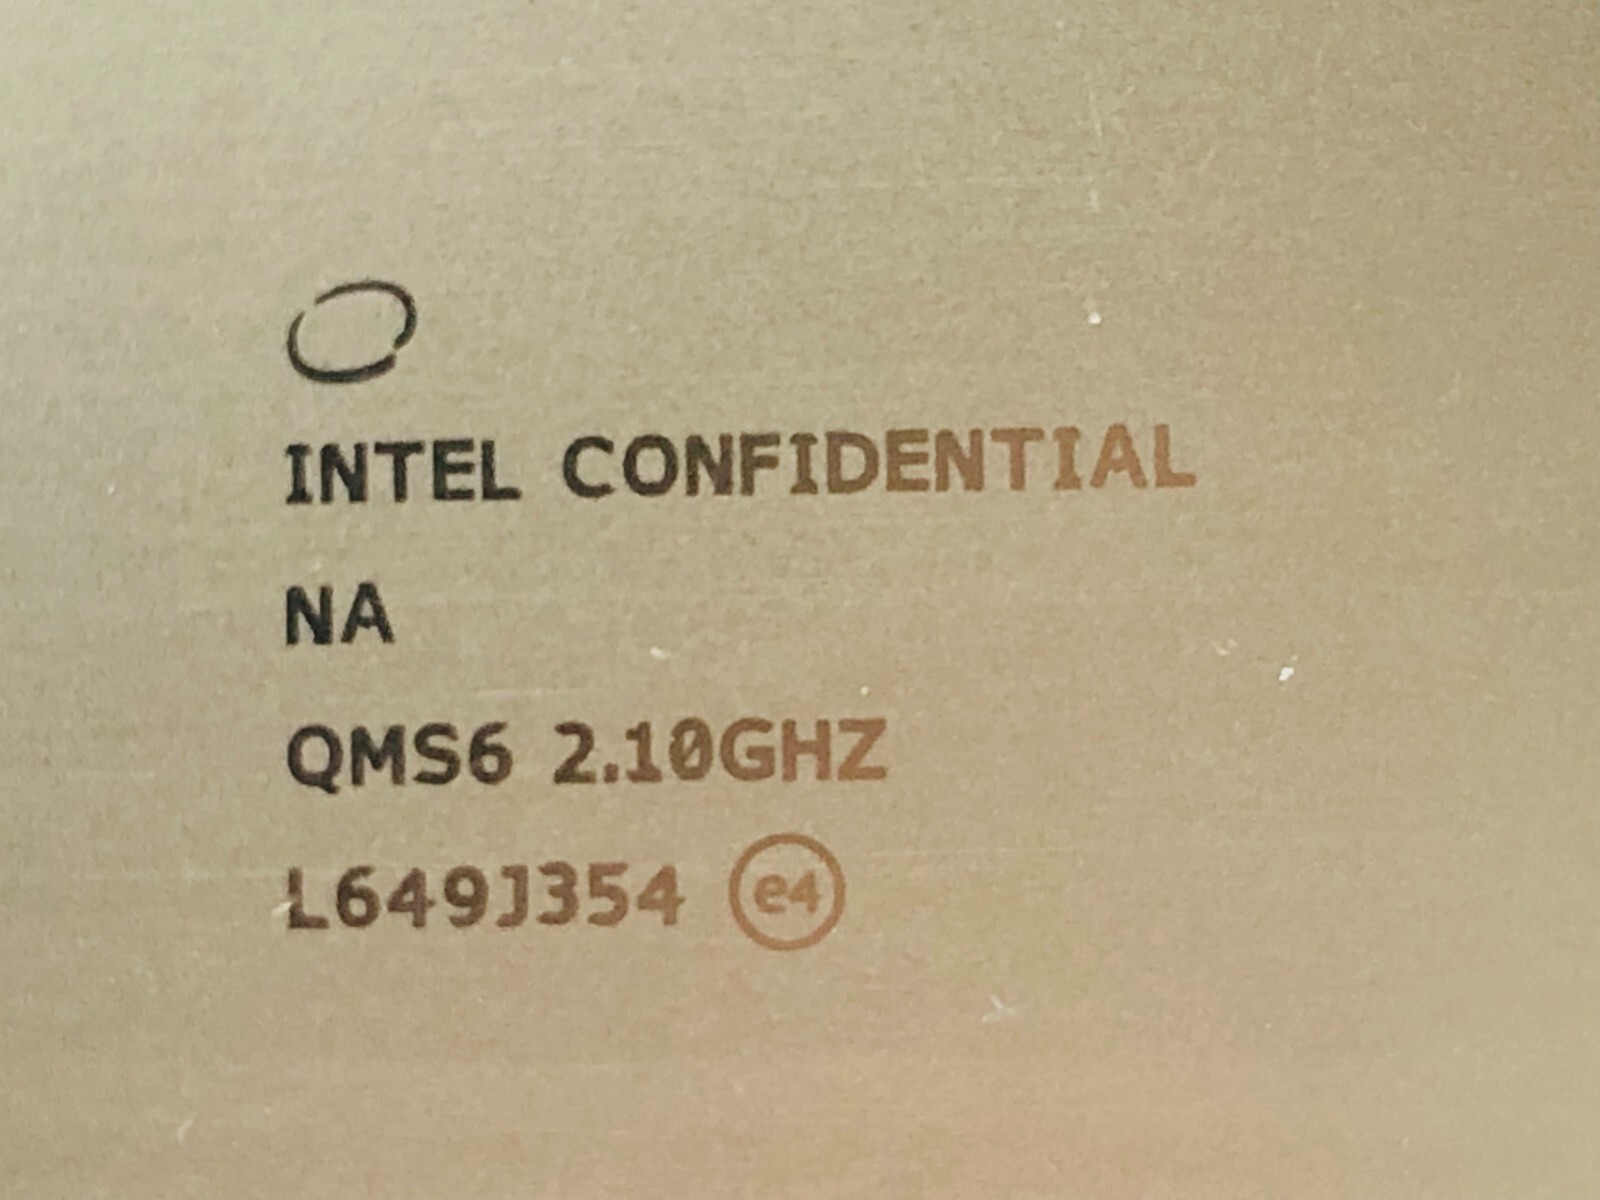 INTEL CONFIDENTIAL
NA
QMS6 2.10GHZ
L649J354 e4